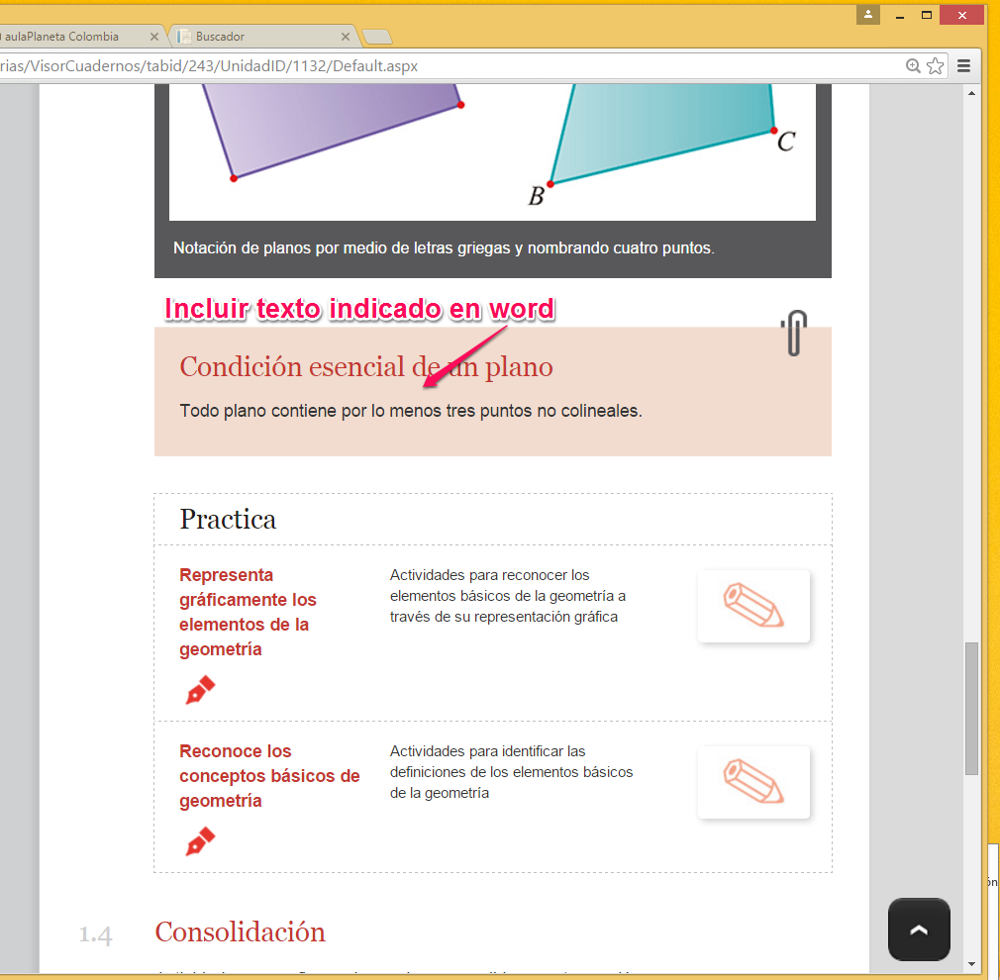 aulaPlaneta Colombia
Buscador
rias/VisorCuadernos/tabid/243/UnidadID/1132/Default.aspx
C
B
Notación de planos por medio de letras griegas y nombrando cuatro puntos.
Incluir texto indicado en word
Condición esencial de un plano
Todo plano contiene por lo menos tres puntos no colineales.
Practica
Representa
gráficamente los
elementos de la
geometría
Actividades para reconocer los
elementos básicos de la geometría a
través de su representación gráfica
Reconoce los
conceptos básicos de
geometría
Actividades para identificar las
definiciones de los elementos básicos
de la geometría
ón
1.4 Consolidación